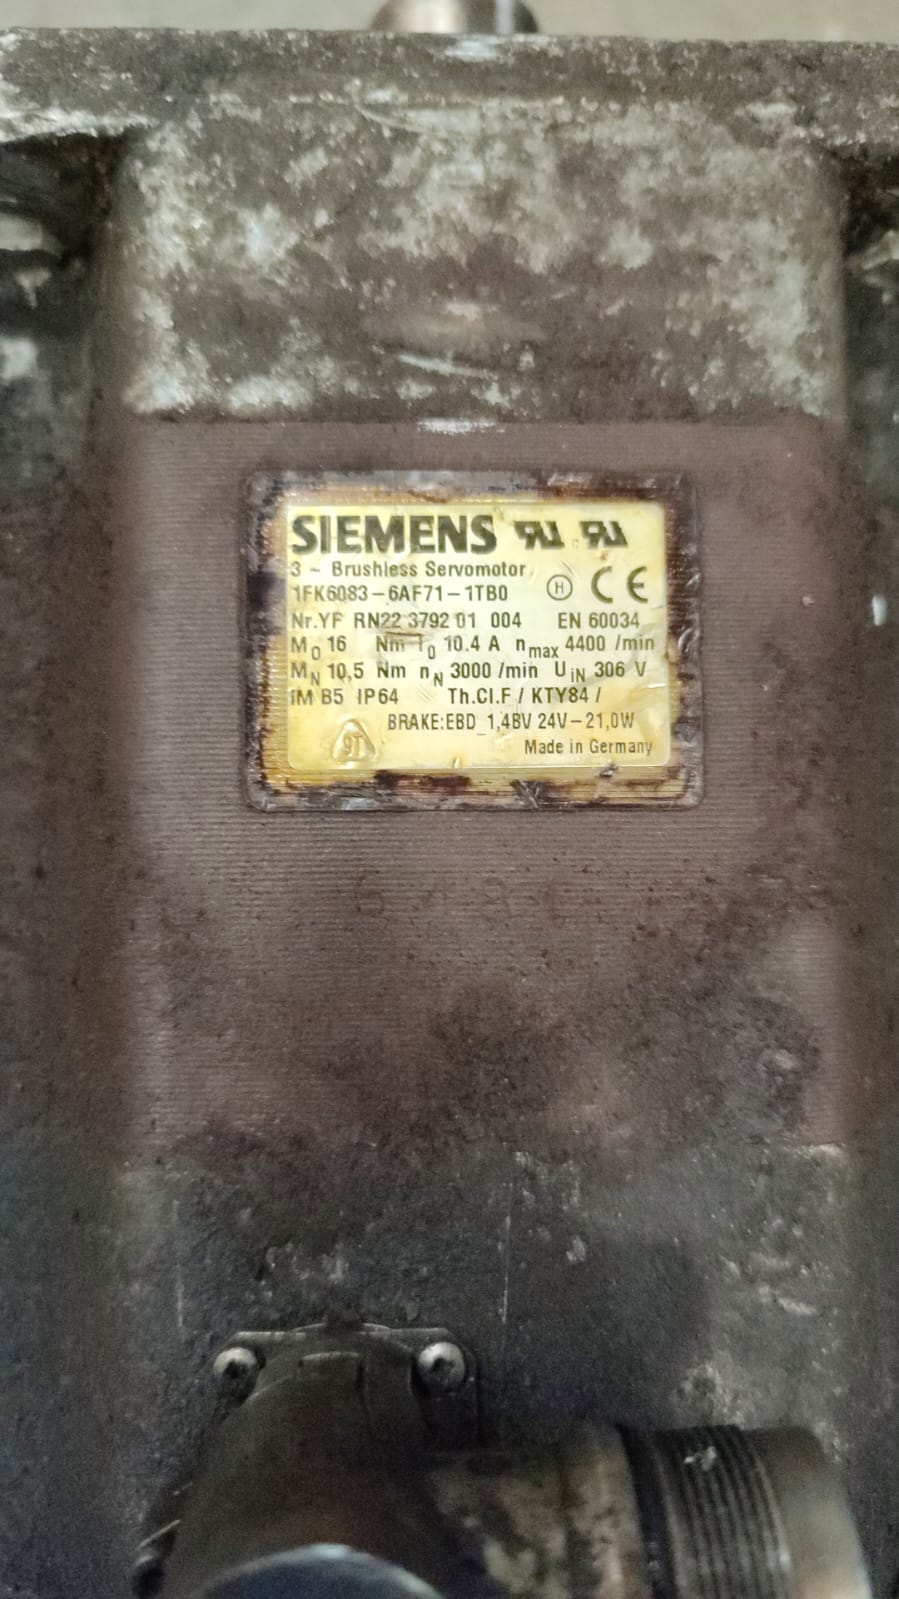 SIEMENS
3 ~ Brushless Servomotor
1FK6083-6AF71-1TB0 H CE
Nr.YF RN22 3792 01 004 EN 60034
M0 16 Nm I0 10.4 A nmax 4400 /min
MN 10,5 Nm nN 3000 /min UIN 306 V
IM B5 IP64 Th.Cl.F / KTY84 /
BRAKE:EBD 1,4BV 24V-21,0W
91 Made in Germany